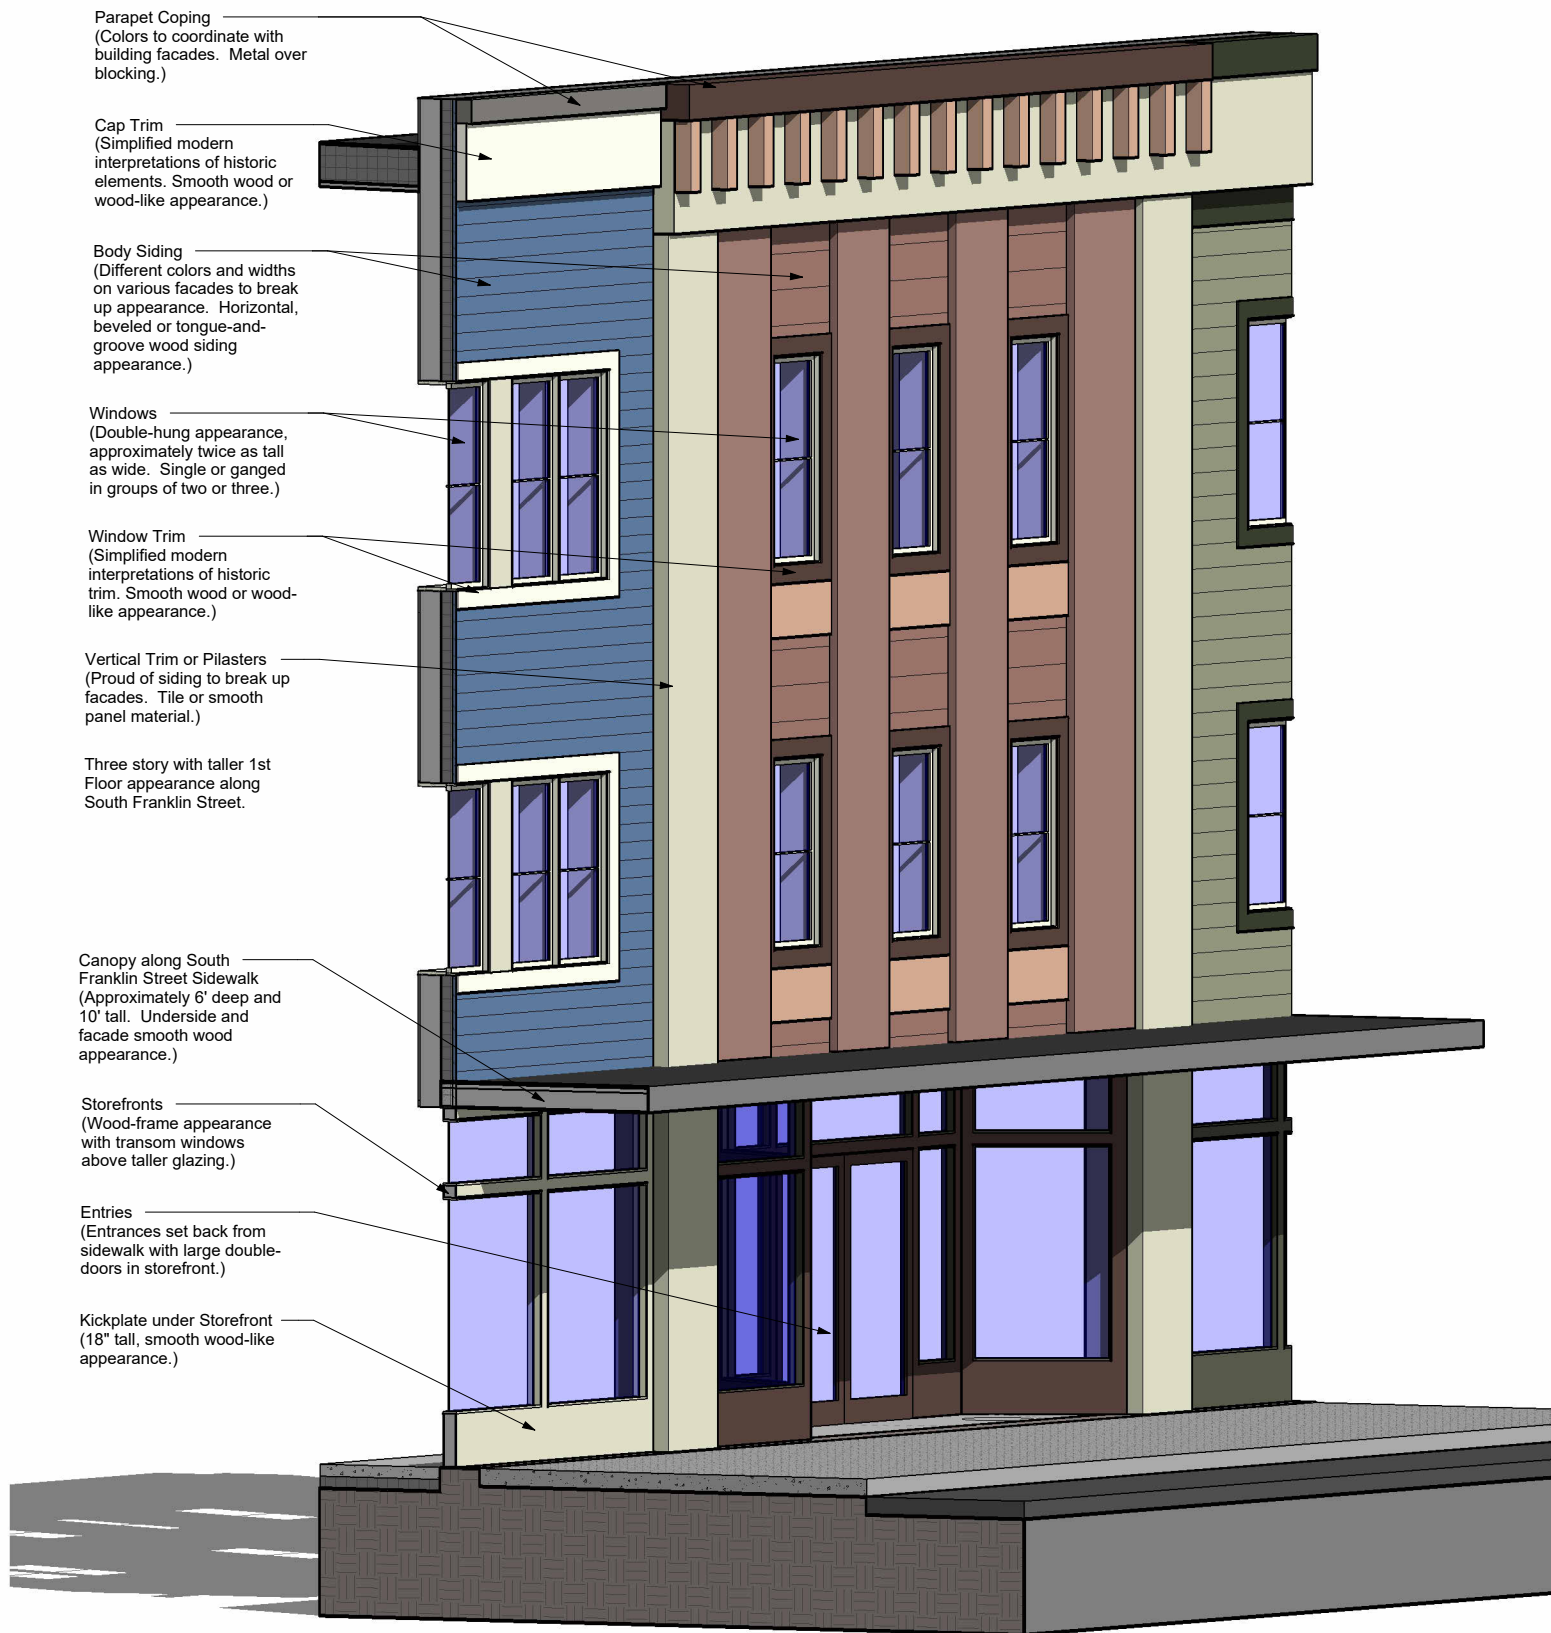 Parapet Coping
(Colors to coordinate with
building facades.  Metal over
blocking.)
Cap Trim
(Simplified modern
interpretations of historic
elements. Smooth wood or
wood-like appearance.)
Body Siding
(Different colors and widths
on various facades to break
up appearance.  Horizontal,
beveled or tongue-and-
groove wood siding
appearance.)
Windows
(Double-hung appearance,
approximately twice as tall
as wide.  Single or ganged
in groups of two or three.)
Window Trim
(Simplified modern
interpretations of historic
trim. Smooth wood or wood-
like appearance.)
Vertical Trim or Pilasters
(Proud of siding to break up
facades.  Tile or smooth
panel material.)
Three story with taller 1st
Floor appearance along
South Franklin Street.
Canopy along South
Franklin Street Sidewalk
(Approximately 6' deep and
10' tall.  Underside and
facade smooth wood
appearance.)
Storefronts
(Wood-frame appearance
with transom windows
above taller glazing.)
Entries
(Entrances set back from
sidewalk with large double-
doors in storefront.)
Kickplate under Storefront
(18" tall, smooth wood-like
appearance.)